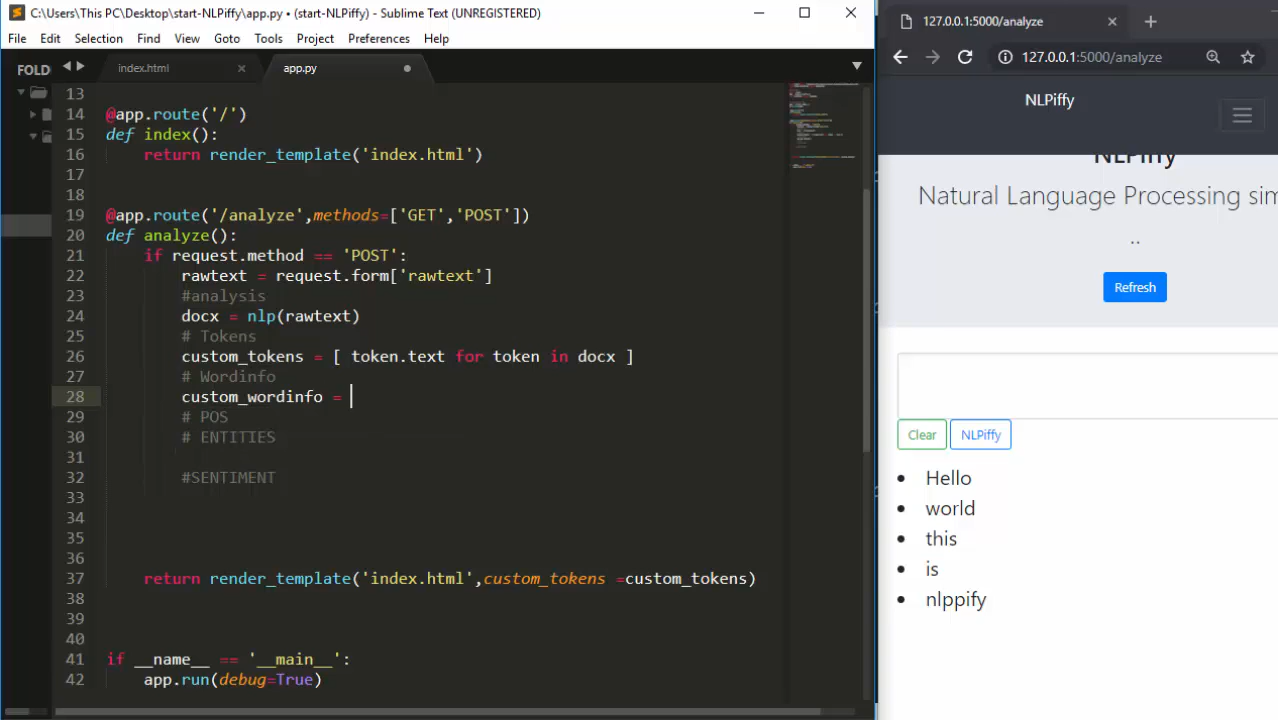 C:\Users\This PC\Desktop\start-NLPiffy\app.py • (start-NLPiffy) - Sublime Text (UNREGISTERED)
File Edit Selection Find View Goto Tools Project Preferences Help
FOLD
index.html
app.py
13
14 @app.route('/')
15 def index():
16 return render_template('index.html')
17
18
19 @app.route('/analyze',methods=['GET','POST'])
20 def analyze():
21 if request.method == 'POST':
22 rawtext = request.form['rawtext']
23 #analysis
24 docx = nlp(rawtext)
25 # Tokens
26 custom_tokens = [ token.text for token in docx ]
27 # Wordinfo
28 custom_wordinfo =
29 # POS
30 # ENTITIES
31
32 #SENTIMENT
33
34
35
36
37 return render_template('index.html',custom_tokens =custom_tokens)
38
39
40
41 if __name__ == '__main__':
42 app.run(debug=True)
127.0.0.1:5000/analyze
127.0.0.1:5000/analyze
NLPiffy
NLPiffy
Natural Language Processing sim
..
Refresh
Clear NLPiffy
Hello
world
this
is
nlppify